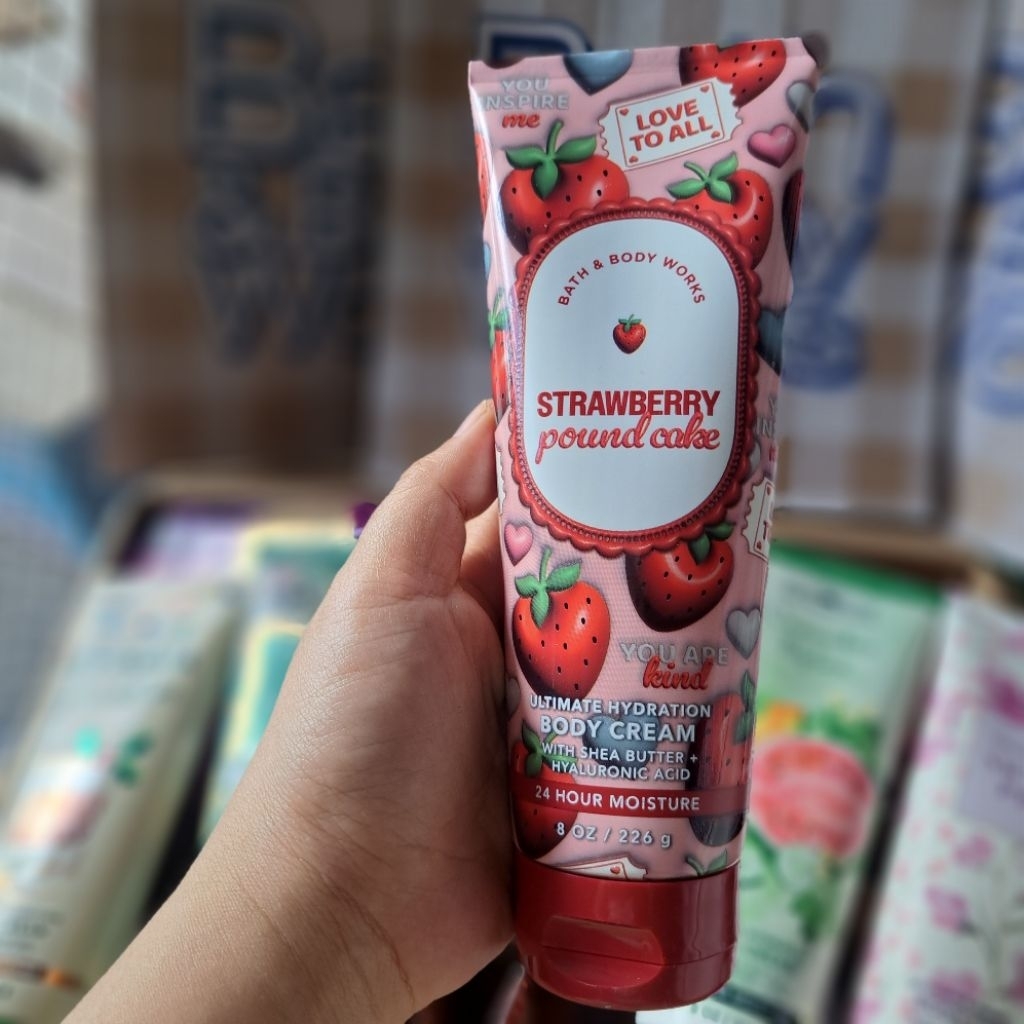 YOU
INSPIRE
me
LOVE
TO ALL
BATH & BODY WORKS
STRAWBERRY
pound cake
YOU ARE
kind
ULTIMATE HYDRATION
BODY CREAM
WITH SHEA BUTTER +
HYALURONIC ACID
24 HOUR MOISTURE
8 OZ / 226 g